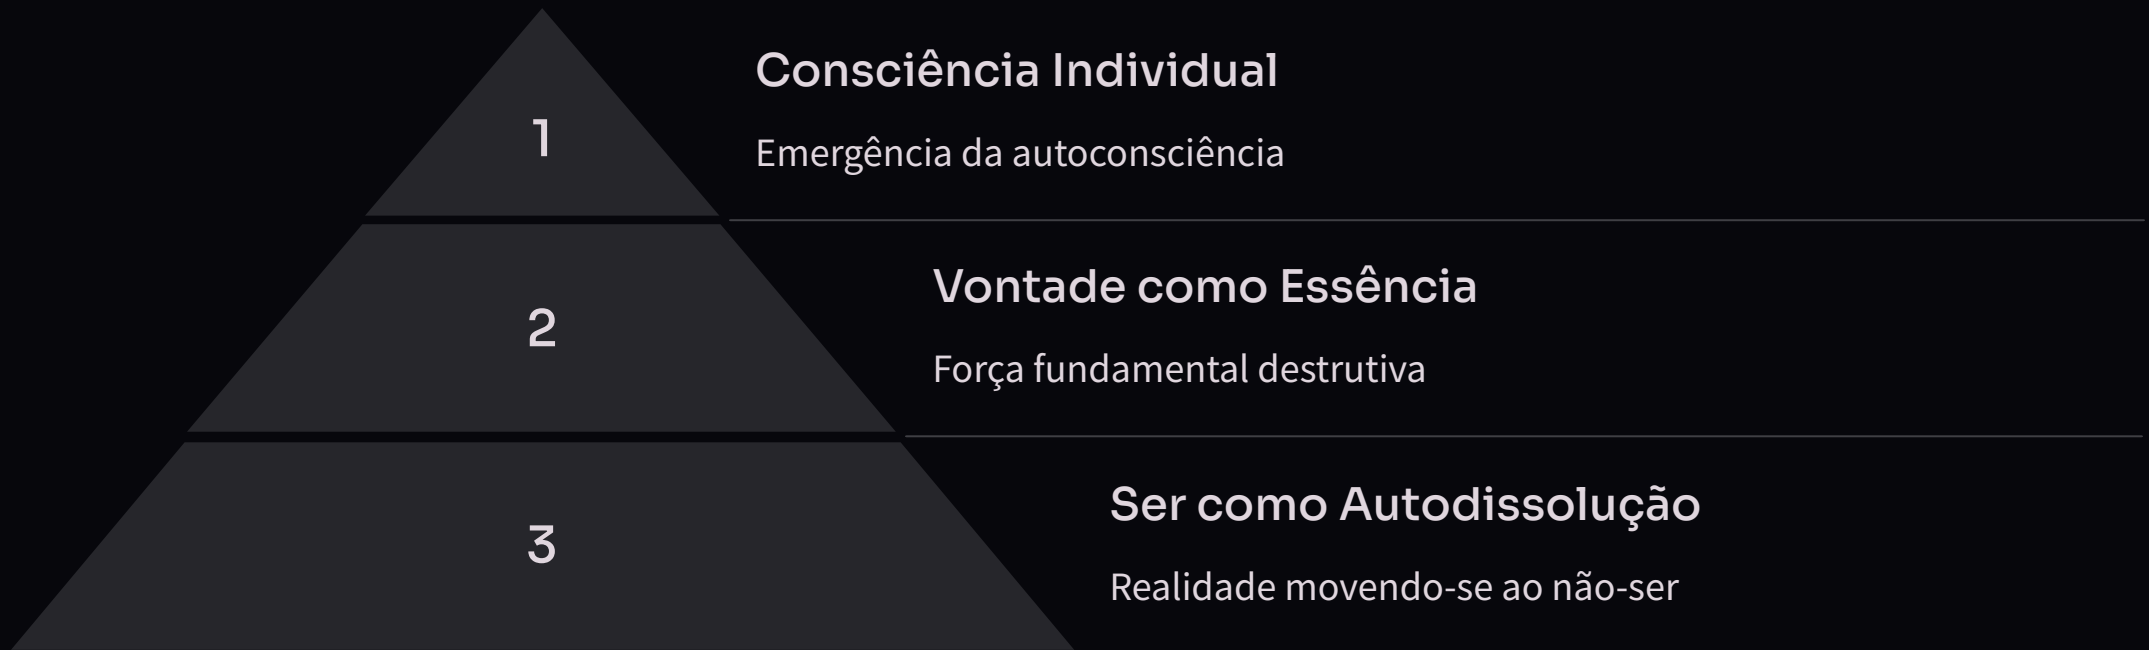 1
Consciência Individual
Emergência da autoconsciência
2
Vontade como Essência
Força fundamental destrutiva
3
Ser como Autodissolução
Realidade movendo-se ao não-ser